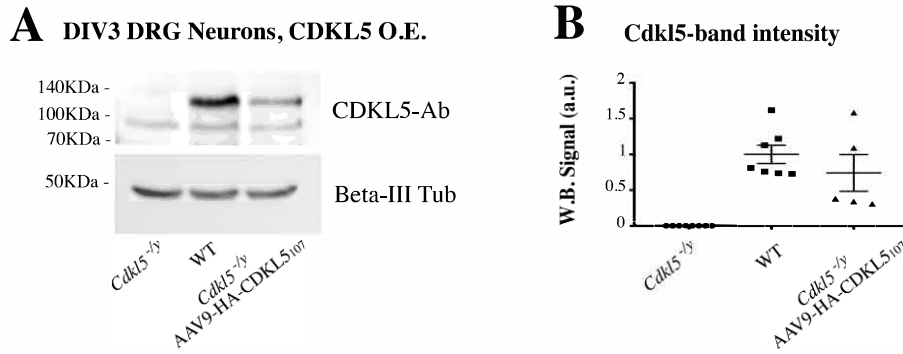 A DIV3 DRG Neurons, CDKL5 O.E.
140KDa -
100KDa -
70KDa -
CDKL5-Ab
50KDa -
Beta-III Tub
Cdkl5 -/y
WT
Cdkl5 -/y
AAV9-HA-CDKL5107
B Cdkl5-band intensity
W.B. Signal (a.u.)
2
1.5
1
0.5
0
Cdkl5 -/y
WT
Cdkl5 -/y
AAV9-HA-CDKL5107